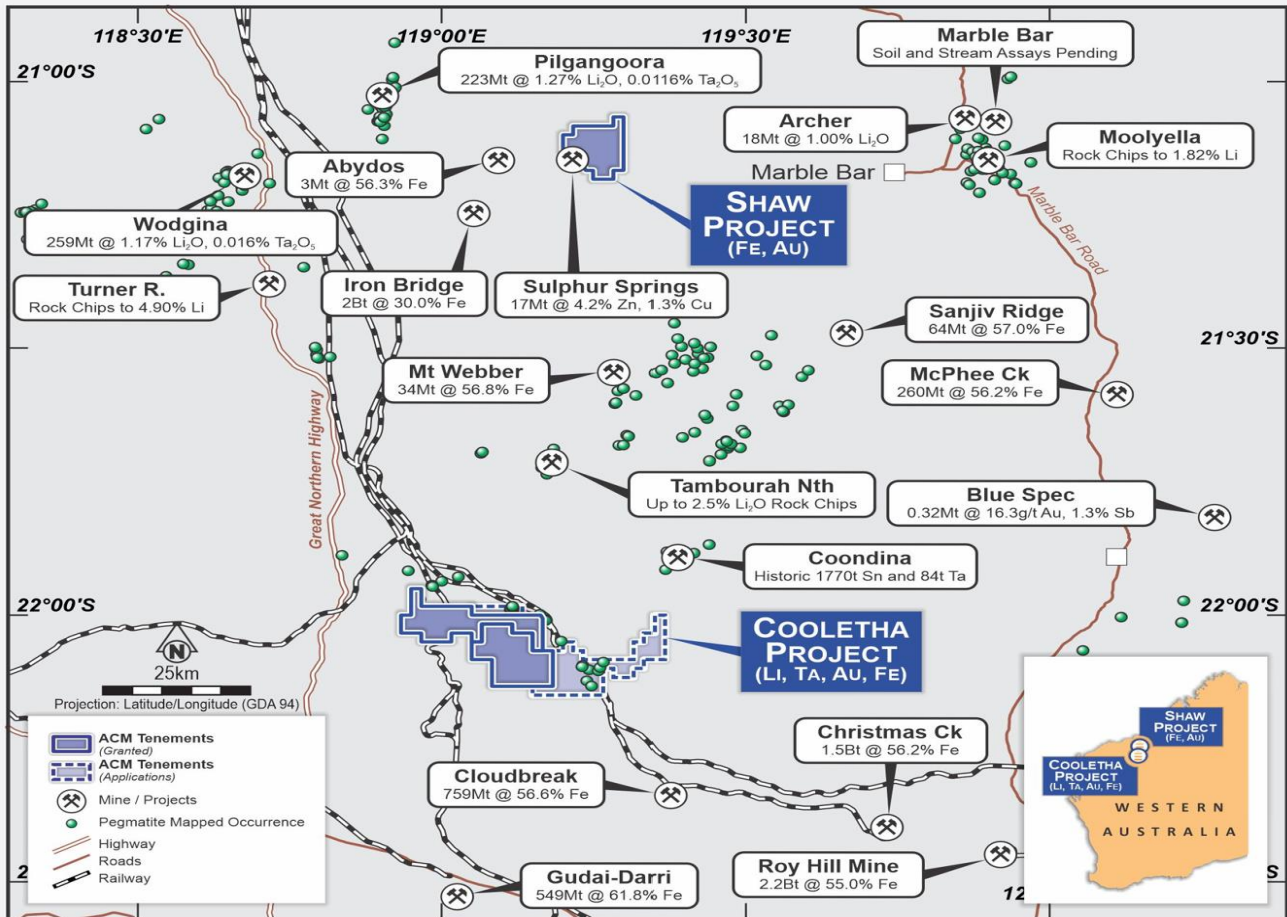 118°30'E
119°00'E
119°30'E
21°00'S
Pilgangoora
223Mt @ 1.27% Li₂O, 0.0116% Ta₂O₅
Marble Bar
Soil and Stream Assays Pending
Archer
18Mt @ 1.00% Li₂O
Moolyella
Rock Chips to 1.82% Li
Marble Bar
Abydos
3Mt @ 56.3% Fe
SHAW
PROJECT
(FE, AU)
Marble Bar Road
Wodgina
259Mt @ 1.17% Li₂O, 0.016% Ta₂O₅
Turner R.
Rock Chips to 4.90% Li
Iron Bridge
2Bt @ 30.0% Fe
Sulphur Springs
17Mt @ 4.2% Zn, 1.3% Cu
Sanjiv Ridge
64Mt @ 57.0% Fe
21°30'S
Mt Webber
34Mt @ 56.8% Fe
McPhee Ck
260Mt @ 56.2% Fe
Great Northern Highway
Tambourah Nth
Up to 2.5% Li₂O Rock Chips
Blue Spec
0.32Mt @ 16.3g/t Au, 1.3% Sb
Coondina
Historic 1770t Sn and 84t Ta
22°00'S
22°00'S
COOLETHA
PROJECT
(LI, TA, AU, FE)
N
25km
Projection: Latitude/Longitude (GDA 94)
ACM Tenements
(Granted)
ACM Tenements
(Applications)
Mine / Projects
Pegmatite Mapped Occurrence
Highway
Roads
Railway
Christmas Ck
1.5Bt @ 56.2% Fe
Cloudbreak
759Mt @ 56.6% Fe
Roy Hill Mine
2.2Bt @ 55.0% Fe
Gudai-Darri
549Mt @ 61.8% Fe
SHAW
PROJECT
(FE, AU)
COOLETHA
PROJECT
(LI, TA, AU, FE)
WESTERN
AUSTRALIA